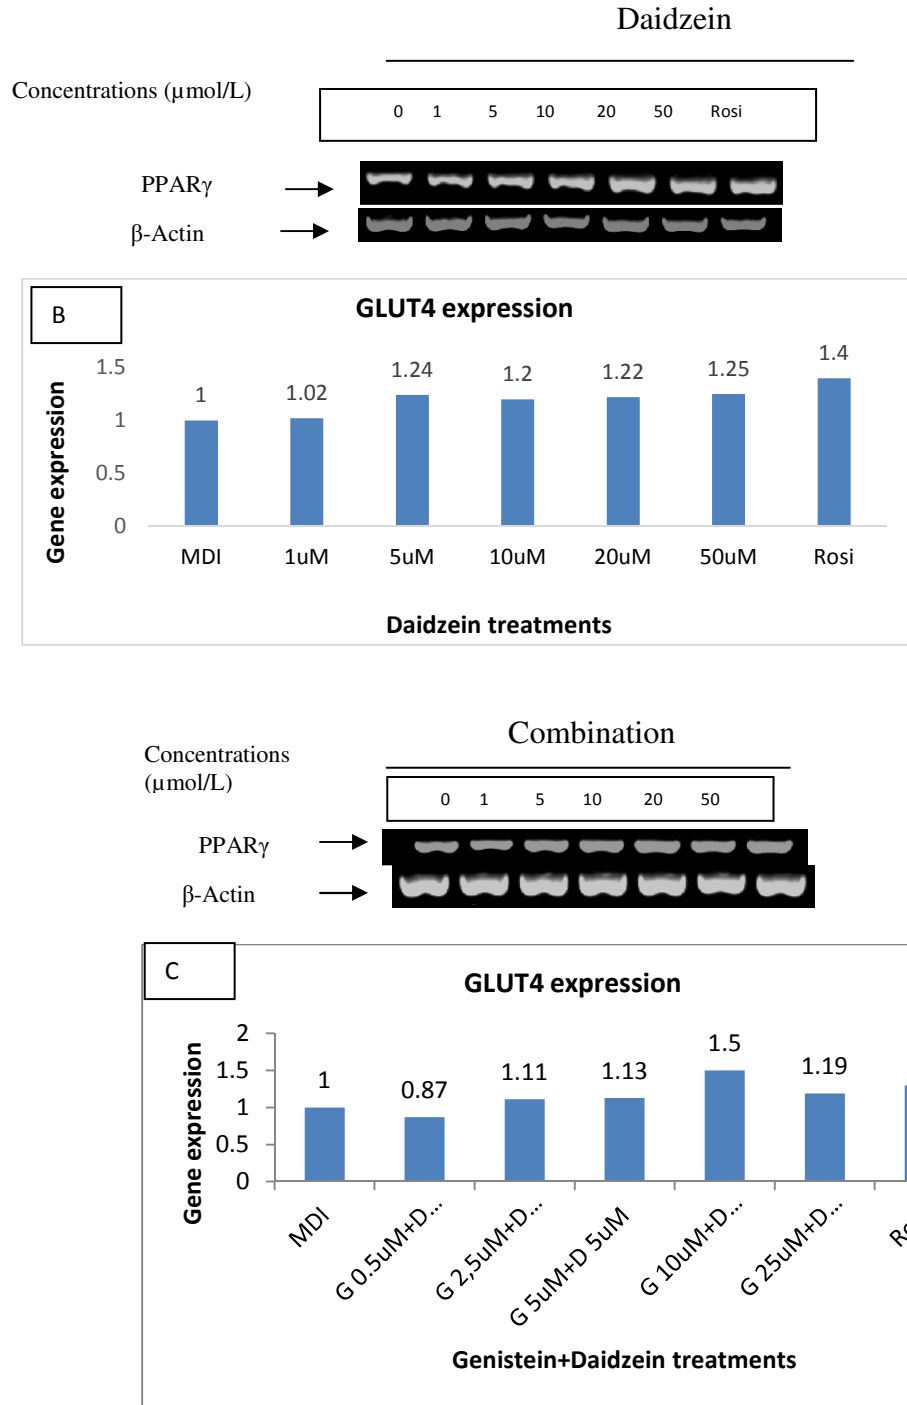 Daidzein
Concentrations (µmol/L)
0 1 5 10 20 50 Rosi
PPARγ
β-Actin
B
GLUT4 expression
Gene expression
1.5
1
0.5
0
1 1.02 1.24 1.2 1.22 1.25 1.4
MDI 1uM 5uM 10uM 20uM 50uM Rosi
Daidzein treatments
Combination
Concentrations
(µmol/L)
0 1 5 10 20 50
PPARγ
β-Actin
C
GLUT4 expression
Gene expression
2
1.5
1
0.5
0
1 0.87 1.11 1.13 1.5 1.19
MDI
G 0.5uM+D...
G 2,5uM+D...
G 5uM+D 5uM
G 10uM+D...
G 25uM+D...
Genistein+Daidzein treatments